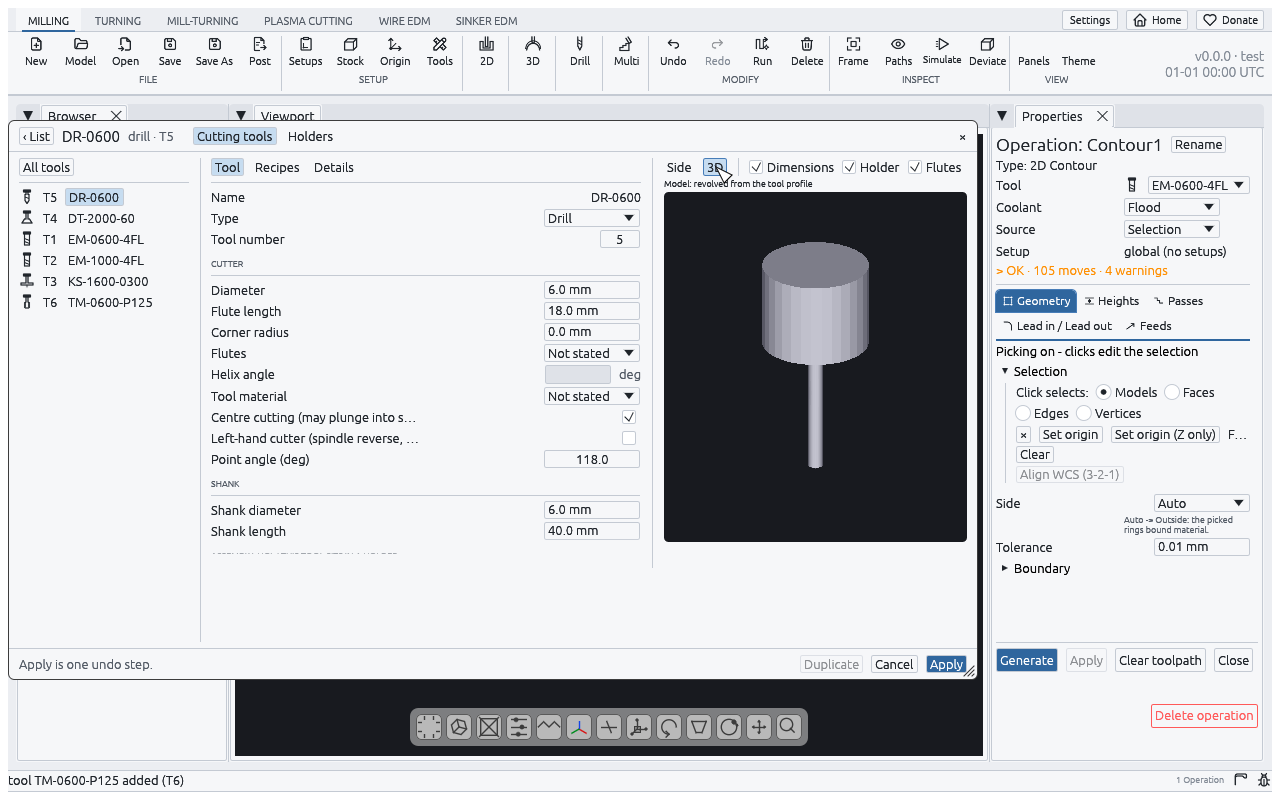 MILLING TURNING MILL-TURNING PLASMA CUTTING WIRE EDM SINKER EDM Settings Home Donate
New Model Open Save Save As Post Setups Stock Origin Tools 2D 3D Drill Multi Undo Redo Run Delete Frame Paths Simulate Deviate Panels Theme
FILE SETUP MODIFY INSPECT VIEW
v0.0.0 · test
01-01 00:00 UTC
Browser Viewport Properties
‹ List DR-0600 drill · T5 Cutting tools Holders
All tools
T5 DR-0600
T4 DT-2000-60
T1 EM-0600-4FL
T2 EM-1000-4FL
T3 KS-1600-0300
T6 TM-0600-P125
Tool Recipes Details
Name DR-0600
Type Drill
Tool number 5
CUTTER
Diameter 6.0 mm
Flute length 18.0 mm
Corner radius 0.0 mm
Flutes Not stated
Helix angle deg
Tool material Not stated
Centre cutting (may plunge into s…
Left-hand cutter (spindle reverse, …
Point angle (deg) 118.0
SHANK
Shank diameter 6.0 mm
Shank length 40.0 mm
Side 3D Dimensions Holder Flutes
Model: revolved from the tool profile
Apply is one undo step. Duplicate Cancel Apply
Operation: Contour1 Rename
Type: 2D Contour
Tool EM-0600-4FL
Coolant Flood
Source Selection
Setup global (no setups)
> OK · 105 moves · 4 warnings
Geometry Heights Passes
Lead in / Lead out Feeds
Picking on - clicks edit the selection
Selection
Click selects: Models Faces
Edges Vertices
× Set origin Set origin (Z only) F…
Clear
Align WCS (3-2-1)
Side Auto
Auto -> Outside: the picked
rings bound material.
Tolerance 0.01 mm
Boundary
Generate Apply Clear toolpath Close
Delete operation
tool TM-0600-P125 added (T6) 1 Operation